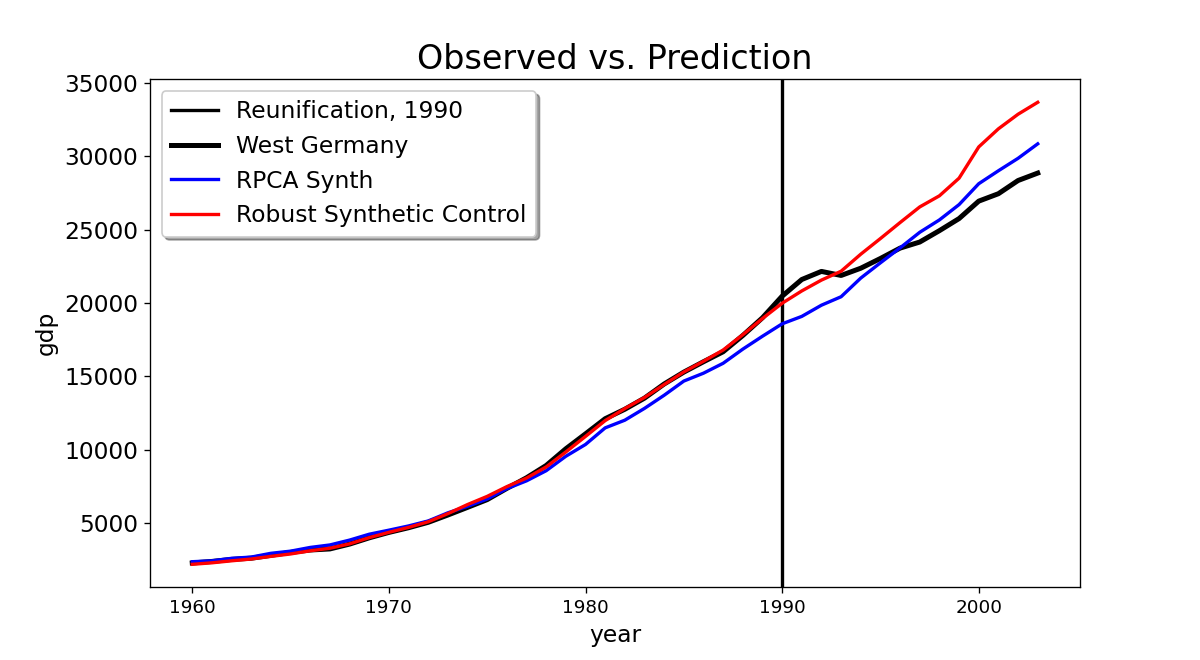 Observed vs. Prediction
35000
30000
25000
20000
15000
10000
5000
gdp
Reunification, 1990
West Germany
RPCA Synth
Robust Synthetic Control
1960 1970 1980 1990 2000
year